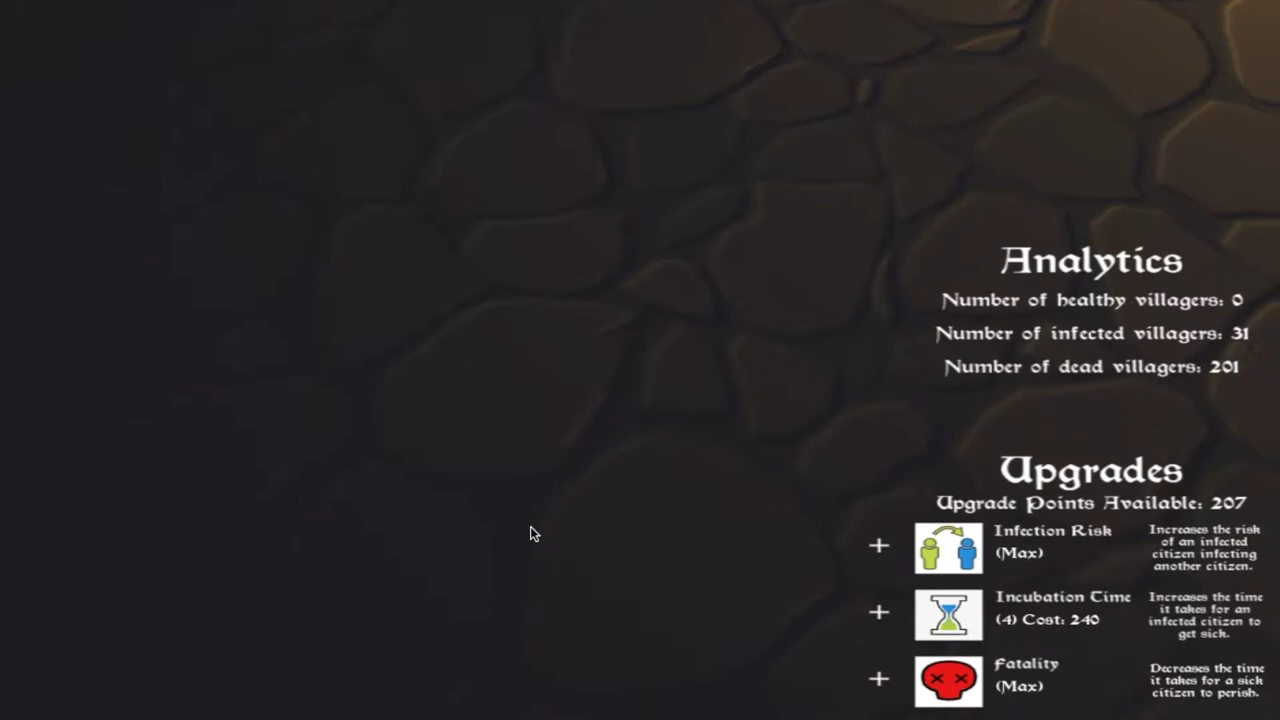 Analytics
Number of healthy villagers: 0
Number of infected villagers: 31
Number of dead villagers: 201
Upgrades
Upgrade Points Available: 207
+
Infection Risk
(Max)
Increases the risk
of an infected
citizen infecting
another citizen.
+
Incubation Time
(4) Cost: 240
Increases the time
it takes for an
infected citizen to
get sick.
+
Fatality
(Max)
Decreases the time
it takes for a sick
citizen to perish.